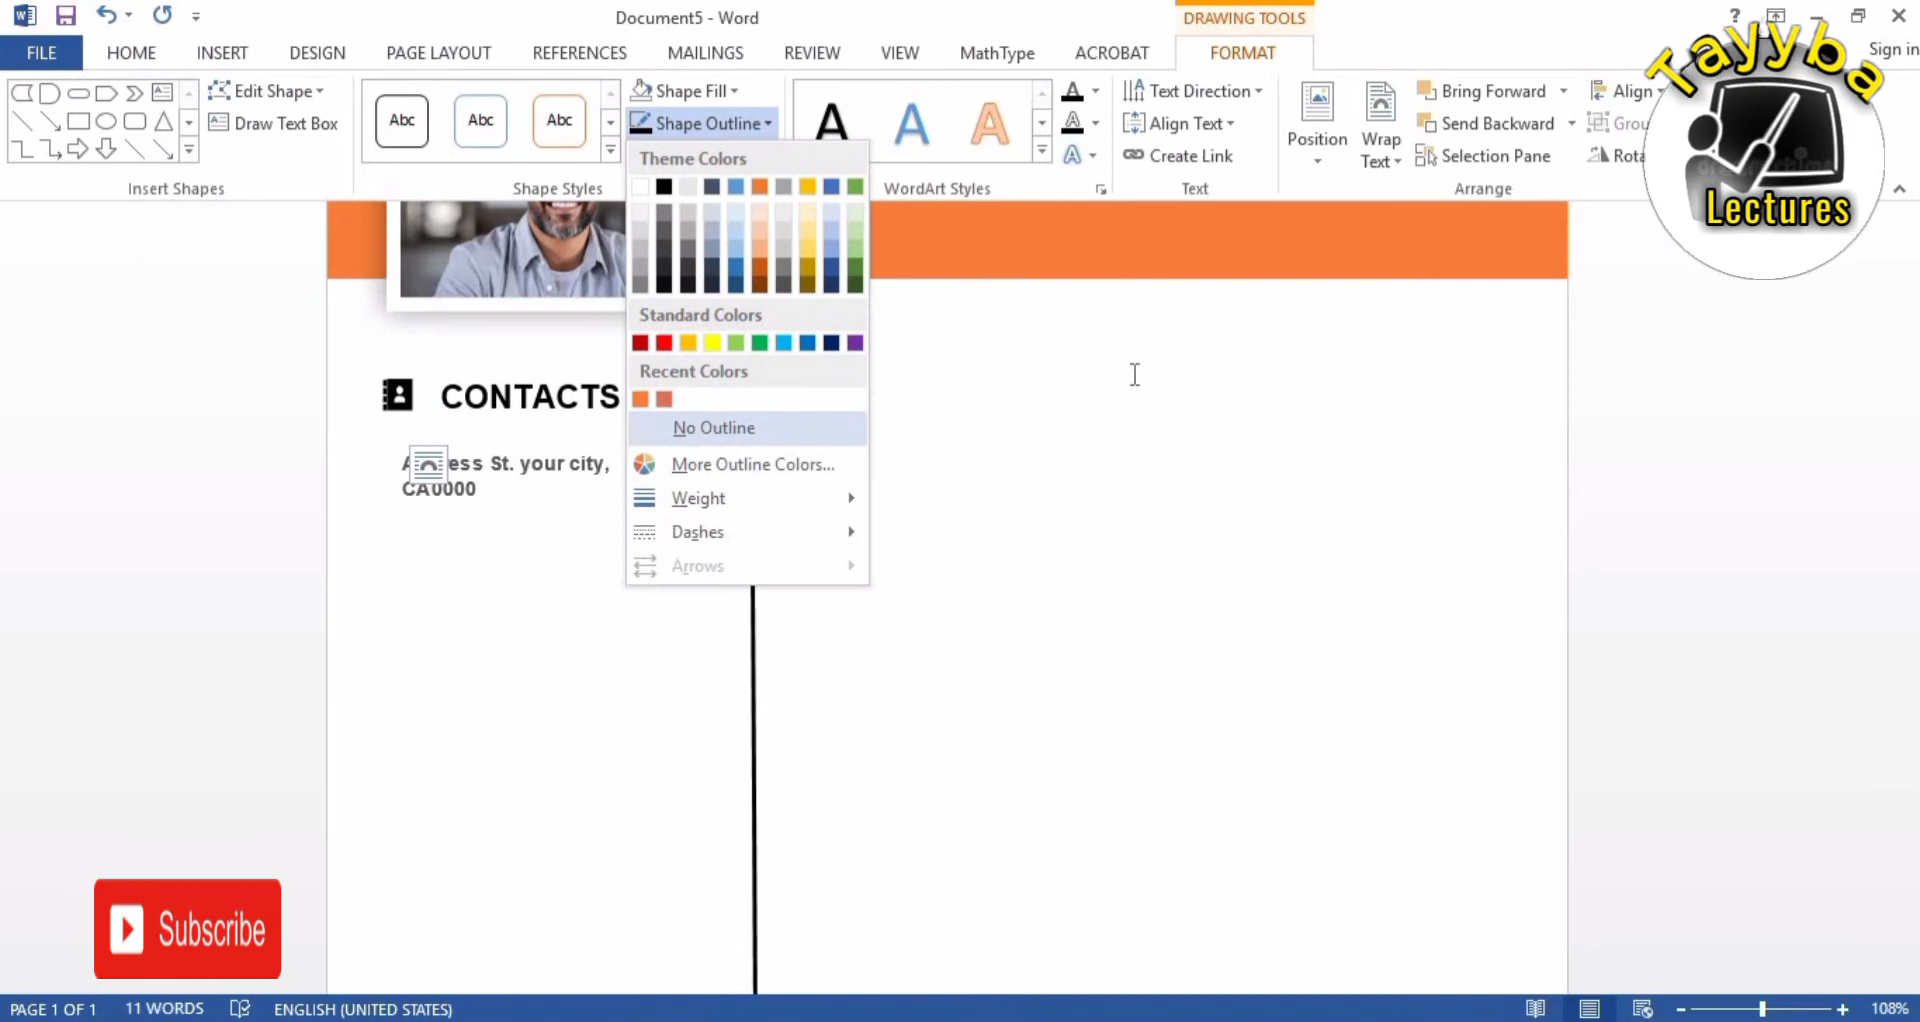 Document5 - Word
DRAWING TOOLS
?
FILE
HOME
INSERT
DESIGN
PAGE LAYOUT
REFERENCES
MAILINGS
REVIEW
VIEW
MathType
ACROBAT
FORMAT
Sign in
Tayyba
Lectures
Edit Shape
Draw Text Box
Insert Shapes
Abc
Abc
Abc
Shape Styles
Shape Fill
Shape Outline
A
A
A
WordArt Styles
Text Direction
Align Text
Create Link
Text
Position
Wrap
Text
Bring Forward
Send Backward
Selection Pane
Align
Arrange
Theme Colors
Standard Colors
Recent Colors
No Outline
More Outline Colors...
Weight
Dashes
Arrows
CONTACTS
St. your city,
CA0000
Subscribe
PAGE 1 OF 1
11 WORDS
ENGLISH (UNITED STATES)
108%